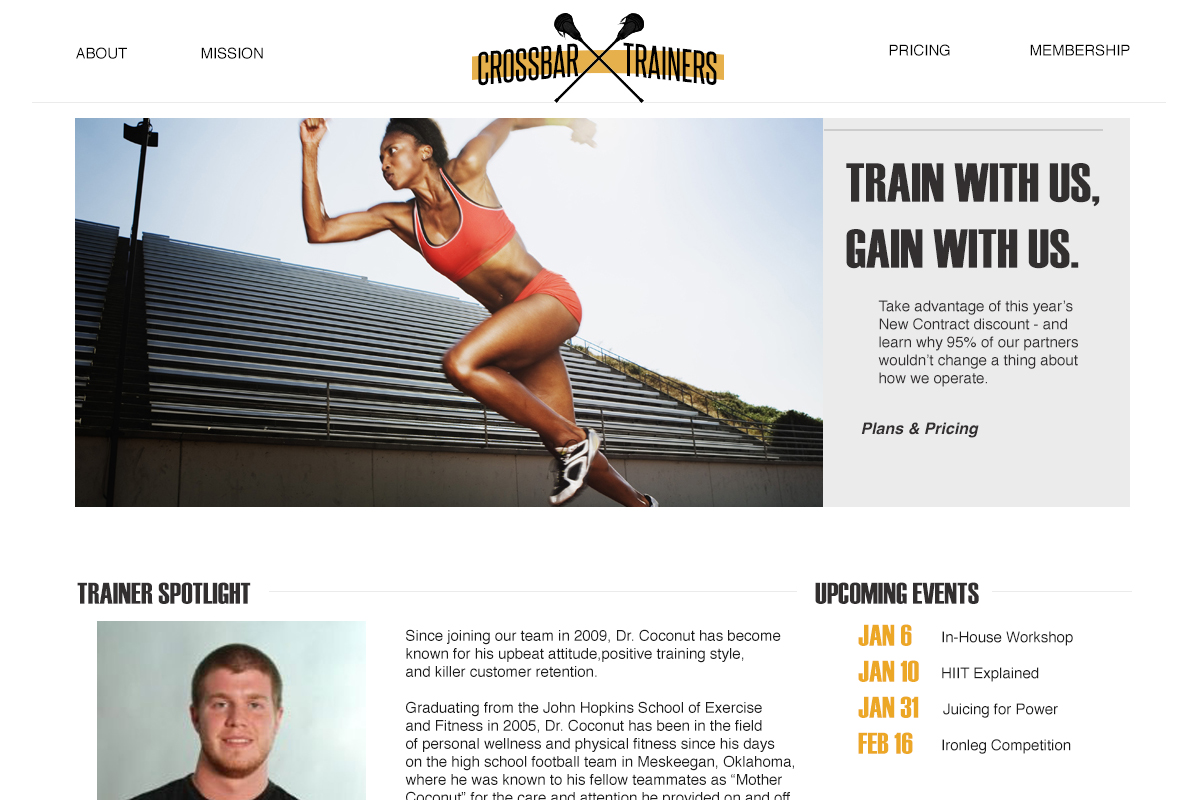 ABOUT
MISSION
CROSSBAR TRAINERS
PRICING
MEMBERSHIP
TRAIN WITH US,
GAIN WITH US.
Take advantage of this year's
New Contract discount - and
learn why 95% of our partners
wouldn't change a thing about
how we operate.
Plans & Pricing
TRAINER SPOTLIGHT
Since joining our team in 2009, Dr. Coconut has become
known for his upbeat attitude,positive training style,
and killer customer retention.
Graduating from the John Hopkins School of Exercise
and Fitness in 2005, Dr. Coconut has been in the field
of personal wellness and physical fitness since his days
on the high school football team in Meskeegan, Oklahoma,
where he was known to his fellow teammates as “Mother
Coconut” for the care and attention he provided on and off
UPCOMING EVENTS
JAN 6 In-House Workshop
JAN 10 HIIT Explained
JAN 31 Juicing for Power
FEB 16 Ironleg Competition